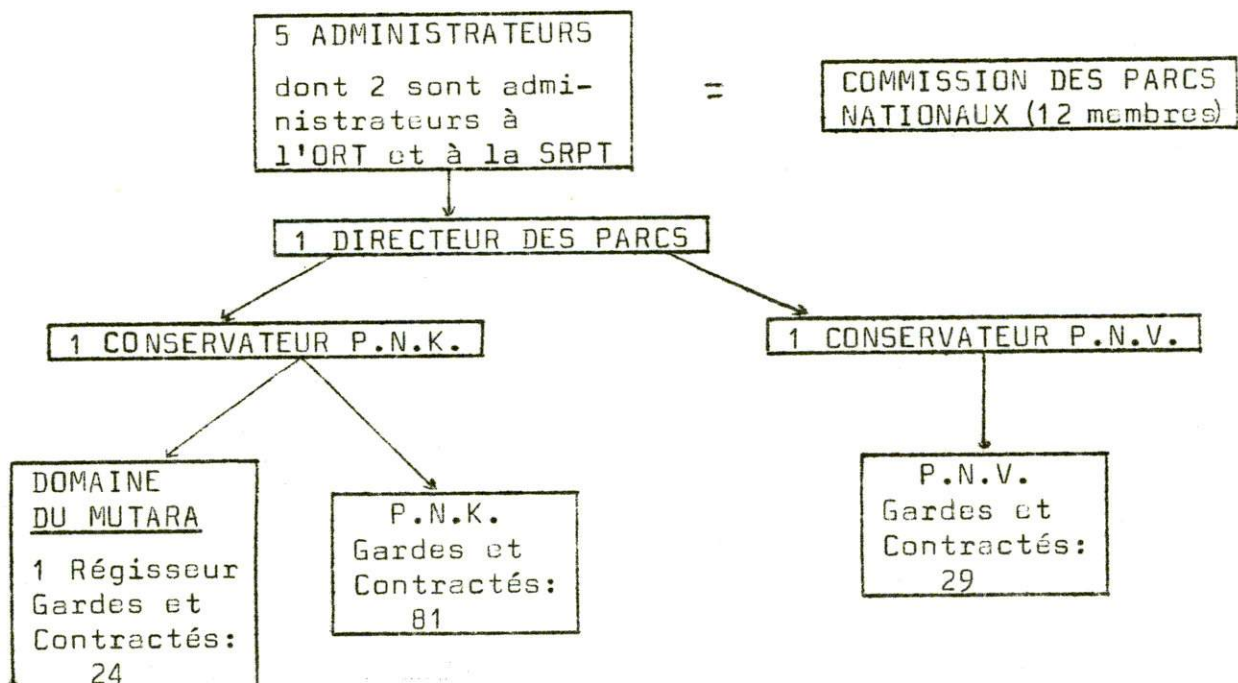 5 ADMINISTRATEURS
dont 2 sont admi-
nistrateurs à
l'ORT et à la SRPT
=
COMMISSION DES PARCS
NATIONAUX (12 membres)
1 DIRECTEUR DES PARCS
1 CONSERVATEUR P.N.K.
1 CONSERVATEUR P.N.V.
DOMAINE
DU MUTARA
1 Régisseur
Gardes et
Contractés:
24
P.N.K.
Gardes et
Contractés:
81
P.N.V.
Gardes et
Contractés:
29